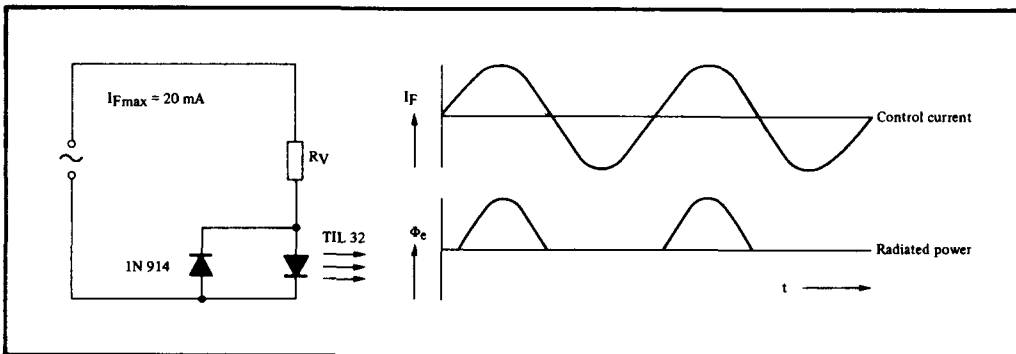 I_Fmax = 20 mA
~
R_V
1N 914
TIL 32
I_F
Control current
Φ_e
Radiated power
t